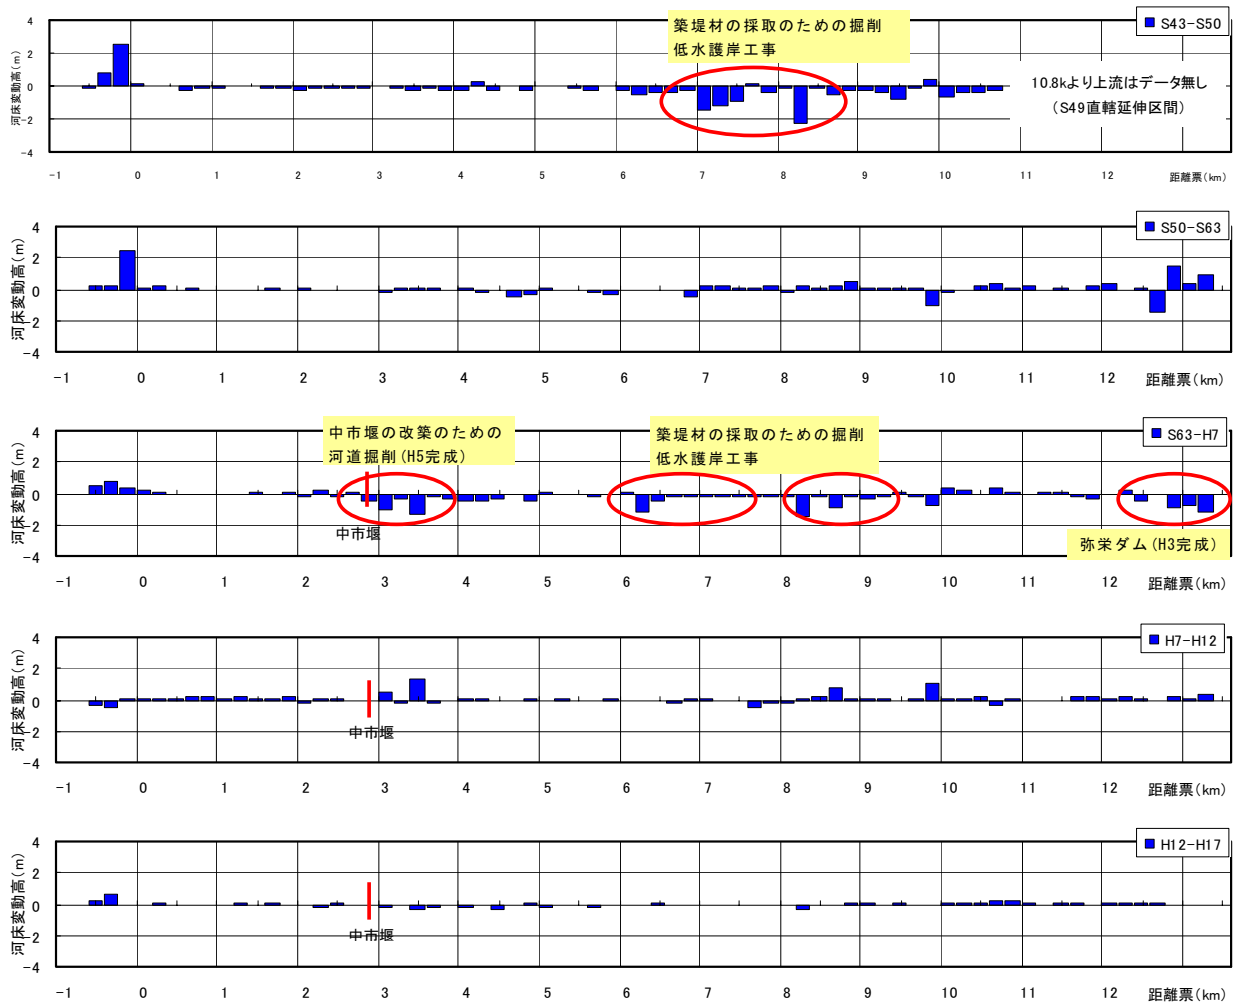 S43-S50
築堤材の採取のための掘削
低水護岸工事
10.8kより上流はデータ無し
（S49直轄延伸区間）
河床変動高(m)
4
2
0
-2
-4
-1 0 1 2 3 4 5 6 7 8 9 10 11 12 距離票(km)
S50-S63
河床変動高(m)
4
2
0
-2
-4
-1 0 1 2 3 4 5 6 7 8 9 10 11 12 距離票(km)
S63-H7
中市堰の改築のための
河道掘削(H5完成)
築堤材の採取のための掘削
低水護岸工事
中市堰
弥栄ダム(H3完成)
河床変動高(m)
4
2
0
-2
-4
-1 0 1 2 3 4 5 6 7 8 9 10 11 12 距離票(km)
H7-H12
中市堰
河床変動高(m)
4
2
0
-2
-4
-1 0 1 2 3 4 5 6 7 8 9 10 11 12 距離票(km)
H12-H17
中市堰
河床変動高(m)
4
2
0
-2
-4
-1 0 1 2 3 4 5 6 7 8 9 10 11 12 距離票(km)